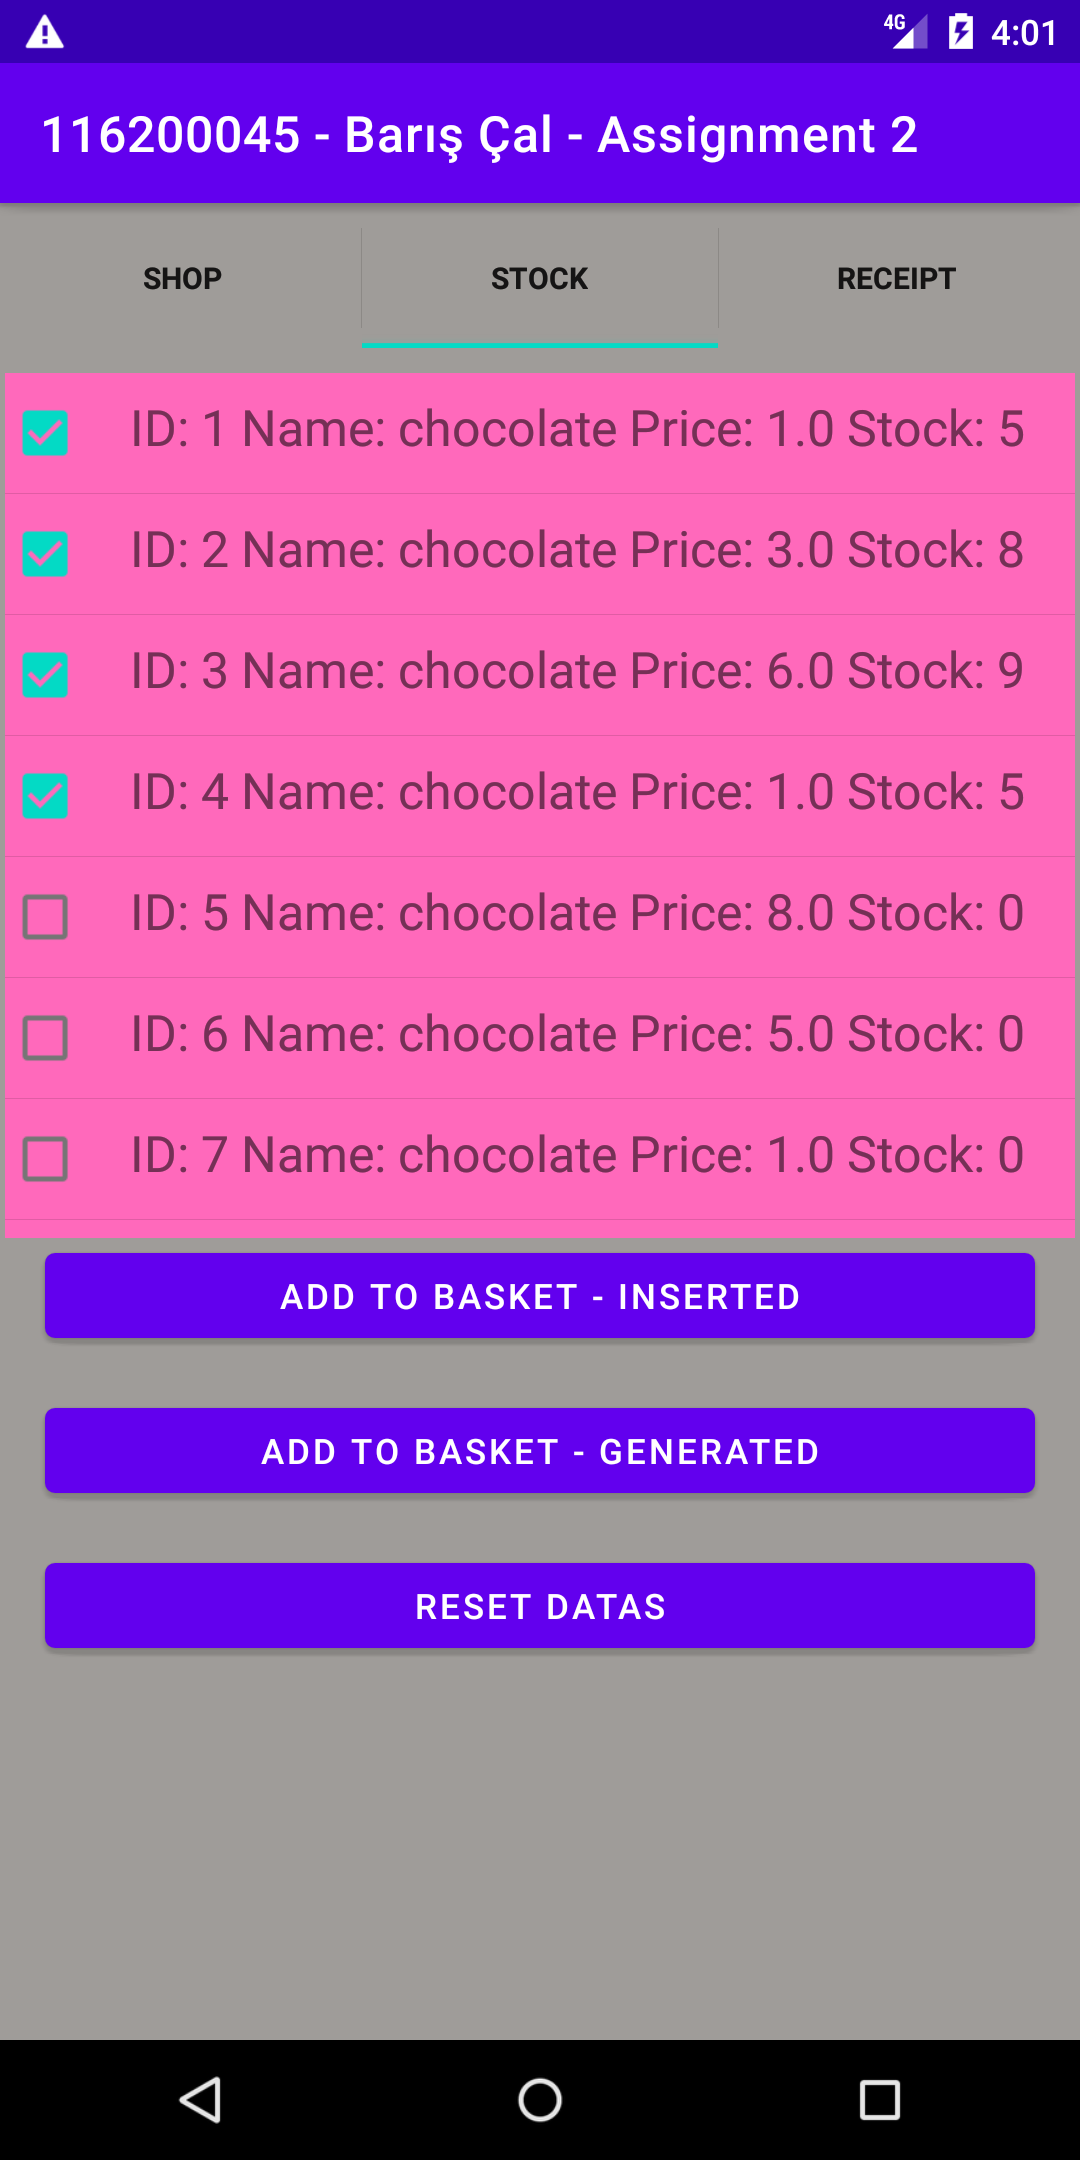 4G 4:01
116200045 - Barış Çal - Assignment 2
SHOP STOCK RECEIPT
ID: 1 Name: chocolate Price: 1.0 Stock: 5
ID: 2 Name: chocolate Price: 3.0 Stock: 8
ID: 3 Name: chocolate Price: 6.0 Stock: 9
ID: 4 Name: chocolate Price: 1.0 Stock: 5
ID: 5 Name: chocolate Price: 8.0 Stock: 0
ID: 6 Name: chocolate Price: 5.0 Stock: 0
ID: 7 Name: chocolate Price: 1.0 Stock: 0
ADD TO BASKET - INSERTED
ADD TO BASKET - GENERATED
RESET DATAS